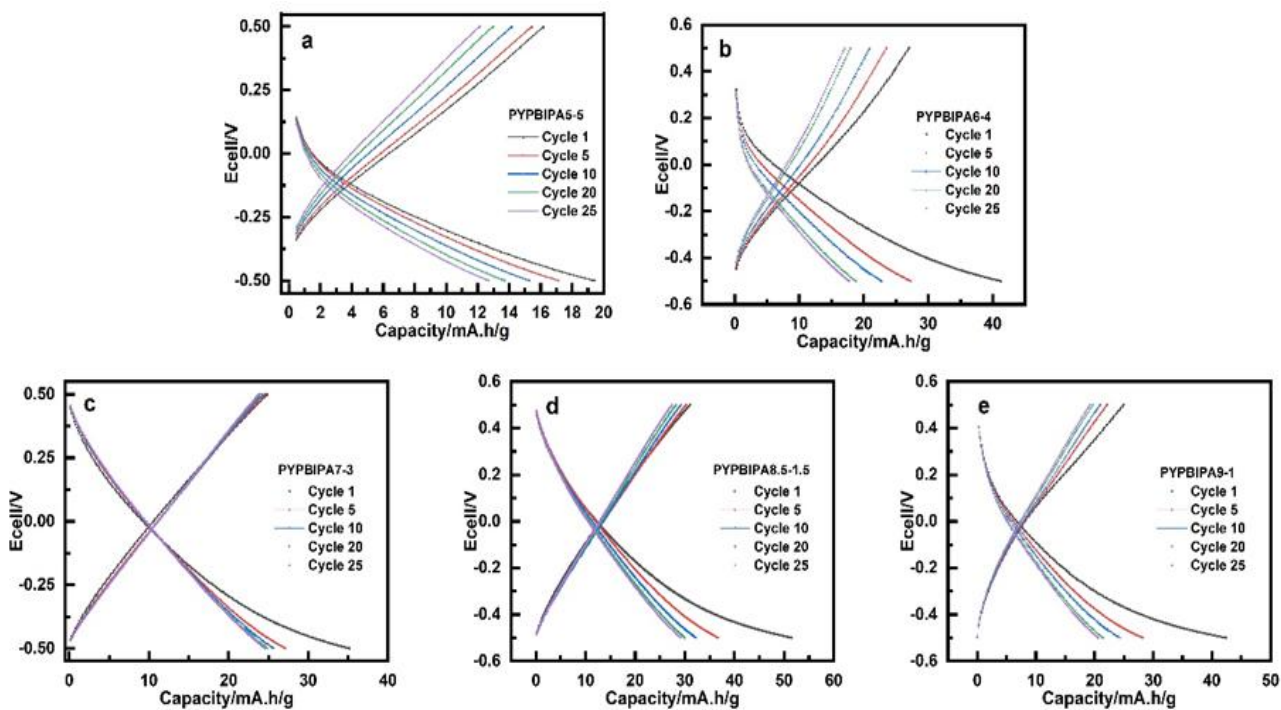 a
0.50
0.25
0.00
-0.25
-0.50
Ecell/V
PYPBIPA5-5
Cycle 1
Cycle 5
Cycle 10
Cycle 20
Cycle 25
0 2 4 6 8 10 12 14 16 18 20
Capacity/mA.h/g
b
0.6
0.4
0.2
0.0
-0.2
-0.4
-0.6
Ecell/V
PYPBIPA6-4
Cycle 1
Cycle 5
Cycle 10
Cycle 20
Cycle 25
0 10 20 30 40
Capacity/mA.h/g
c
0.50
0.25
0.00
-0.25
-0.50
Ecell/V
PYPBIPA7-3
Cycle 1
Cycle 5
Cycle 10
Cycle 20
Cycle 25
0 10 20 30 40
Capacity/mA.h/g
d
0.6
0.4
0.2
0.0
-0.2
-0.4
-0.6
Ecell/V
PYPBIPA8.5-1.5
Cycle 1
Cycle 5
Cycle 10
Cycle 20
Cycle 25
0 10 20 30 40 50 60
Capacity/mA.h/g
e
0.6
0.4
0.2
0.0
-0.2
-0.4
-0.6
Ecell/V
PYPBIPA9-1
Cycle 1
Cycle 5
Cycle 10
Cycle 20
Cycle 25
0 10 20 30 40 50
Capacity/mA.h/g